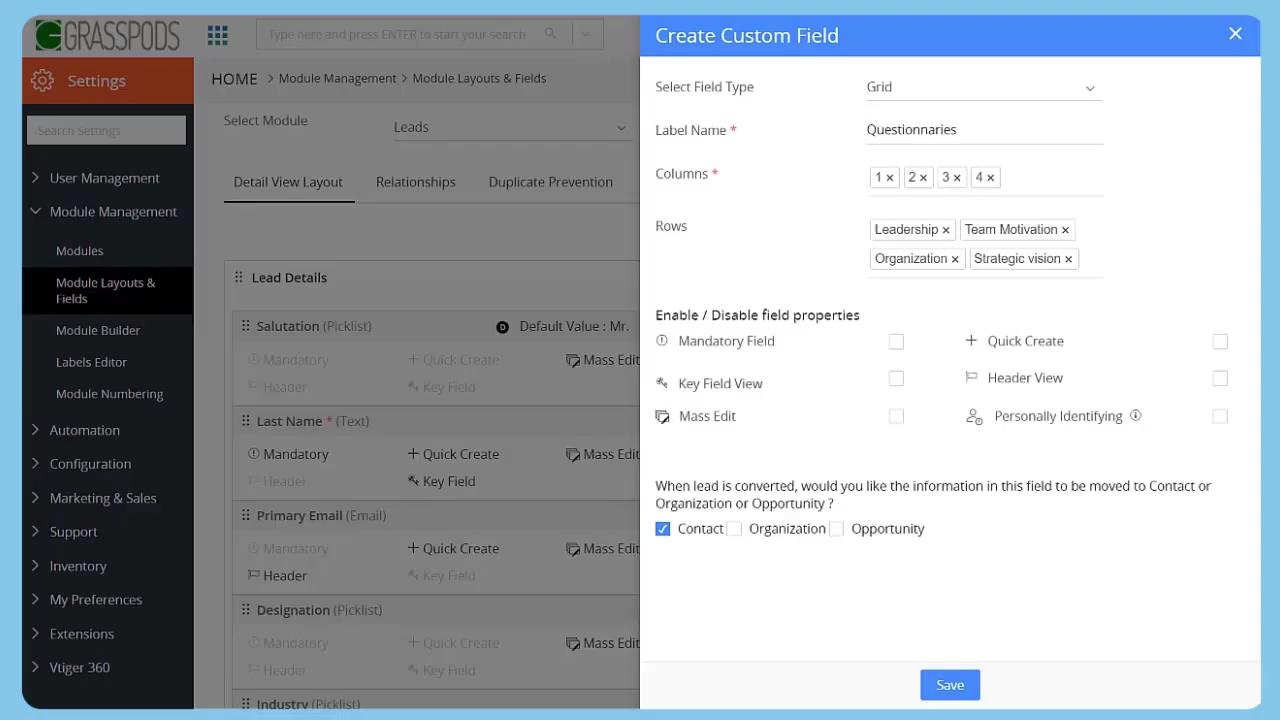 GRASSPODS
Type here and press ENTER to start your search
Settings
Search Settings
User Management
Module Management
Modules
Module Layouts &
Fields
Module Builder
Labels Editor
Module Numbering
Automation
Configuration
Marketing & Sales
Support
Inventory
My Preferences
Extensions
Vtiger 360
HOME > Module Management > Module Layouts & Fields
Select Module
Leads
Detail View Layout Relationships Duplicate Prevention
Lead Details
Salutation (Picklist) D Default Value : Mr.
Mandatory Quick Create Mass Edit
Header Key Field
Last Name * (Text)
Mandatory Quick Create Mass Edit
Header Key Field
Primary Email (Email)
Mandatory Quick Create Mass Edit
Header Key Field
Designation (Picklist)
Mandatory Quick Create Mass Edit
Header Key Field
Industry (Picklist)
Create Custom Field ×
Select Field Type Grid
Label Name * Questionnaries
Columns * 1 × 2 × 3 × 4 ×
Rows Leadership × Team Motivation ×
Organization × Strategic vision ×
Enable / Disable field properties
Mandatory Field Quick Create
Key Field View Header View
Mass Edit Personally Identifying
When lead is converted, would you like the information in this field to be moved to Contact or
Organization or Opportunity ?
Contact Organization Opportunity
Save